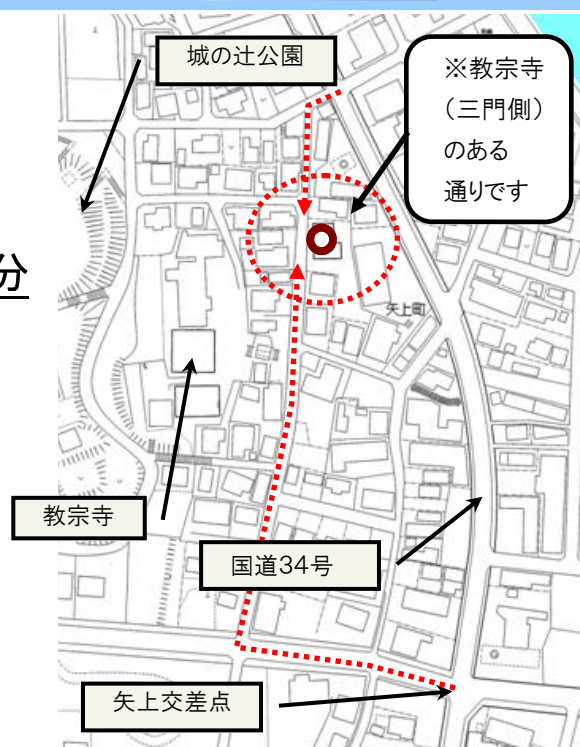 城の辻公園
※教宗寺
（三門側）
のある
通りです
分
矢上町
教宗寺
国道34号
矢上交差点